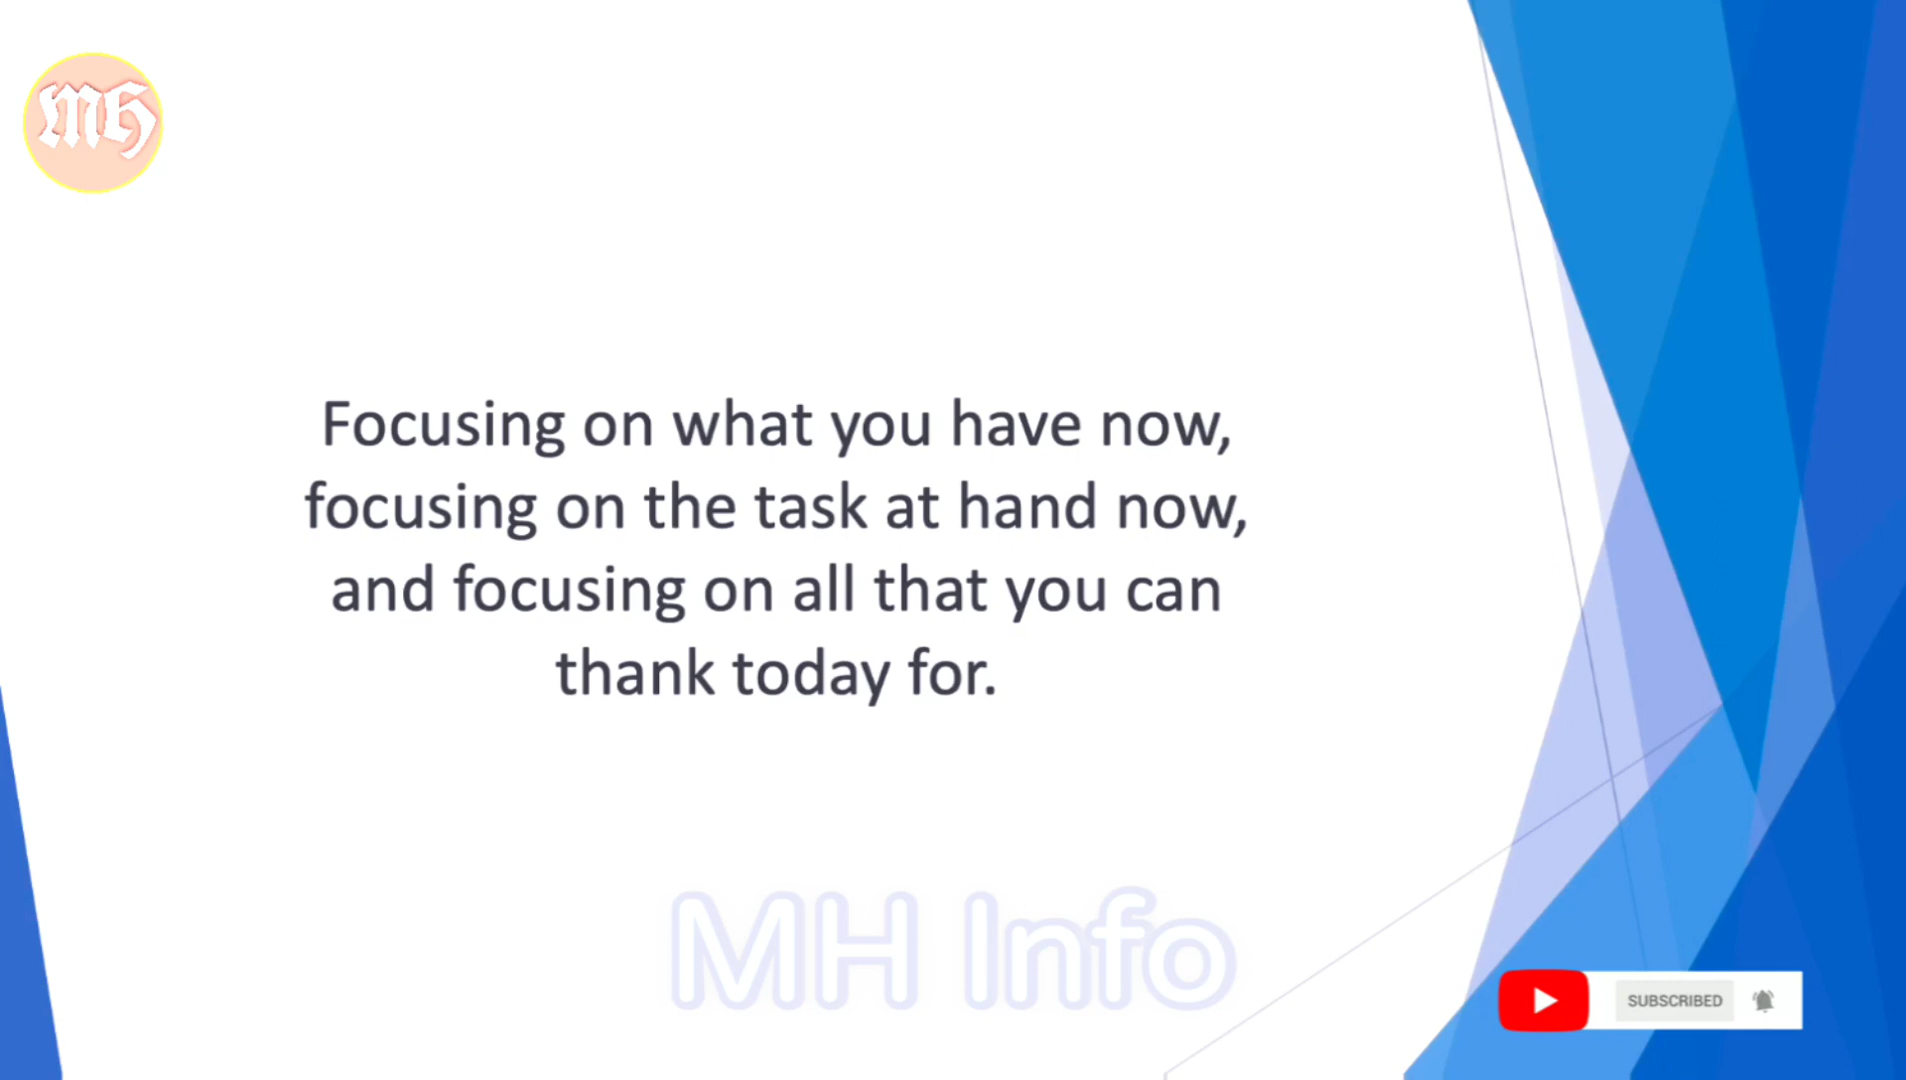 MH
Focusing on what you have now,
focusing on the task at hand now,
and focusing on all that you can
thank today for.
MH Info
SUBSCRIBED